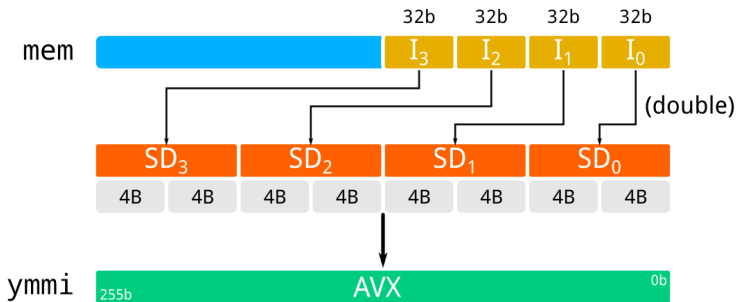 32b 32b 32b 32b
mem I₃ I₂ I₁ I₀
(double)
SD₃ SD₂ SD₁ SD₀
4B 4B 4B 4B 4B 4B 4B 4B
ymmi 255b AVX 0b